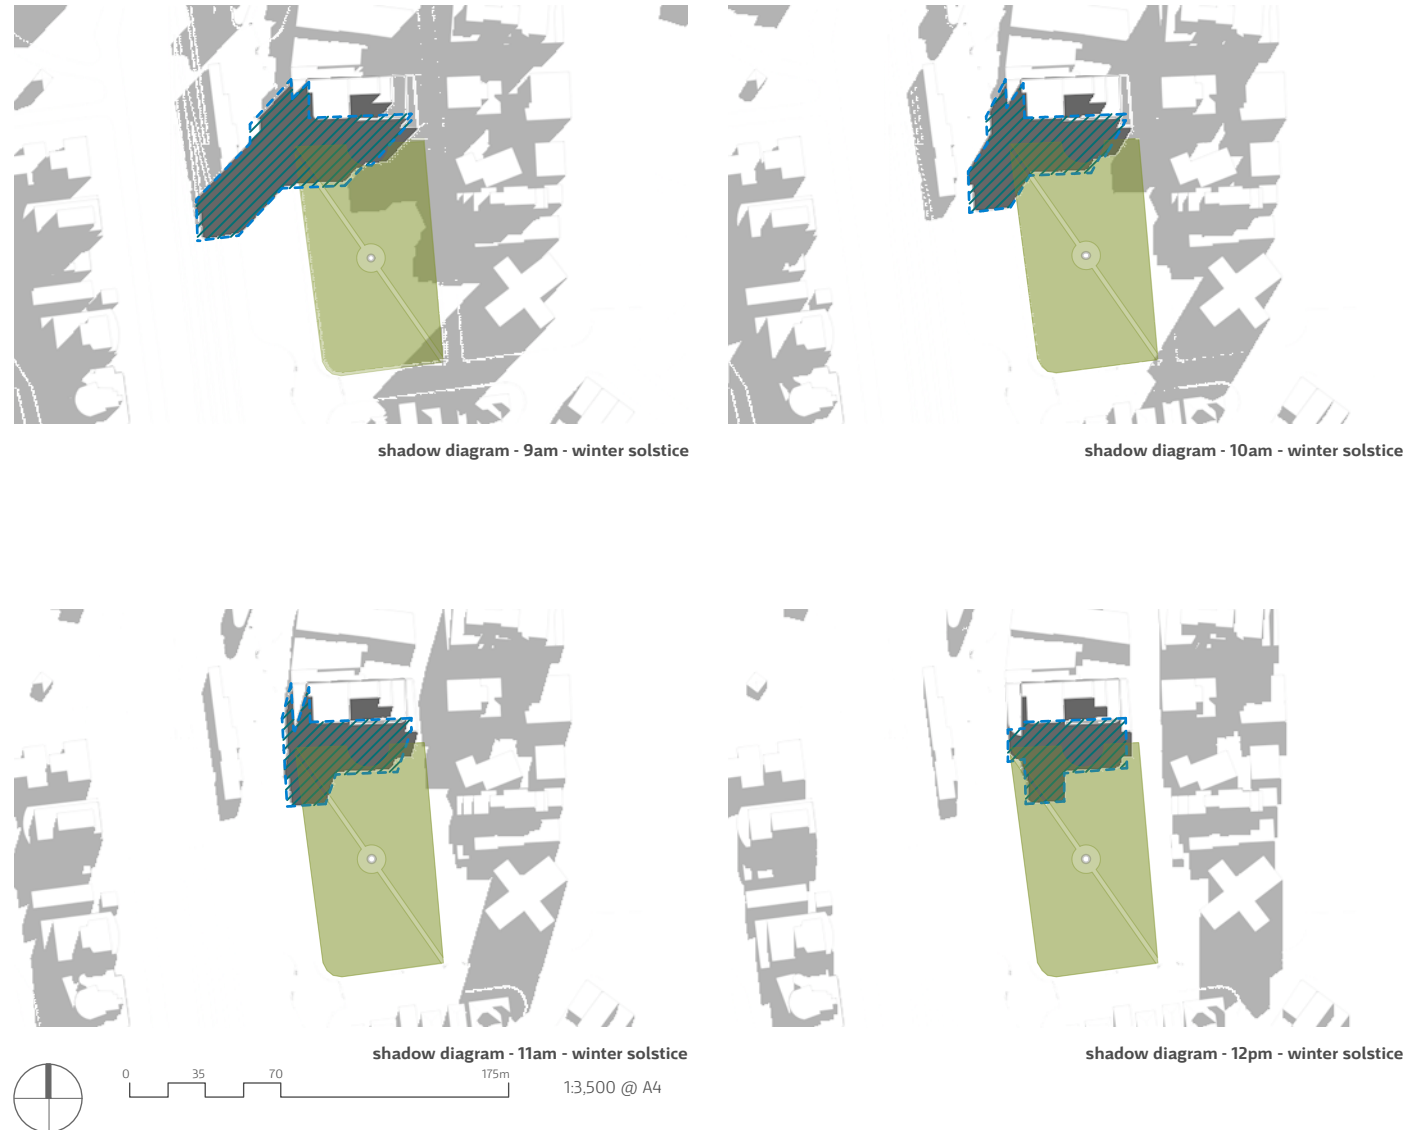 shadow diagram - 9am - winter solstice
shadow diagram - 10am - winter solstice
shadow diagram - 11am - winter solstice
shadow diagram - 12pm - winter solstice
0 35 70 175m
1:3,500 @ A4